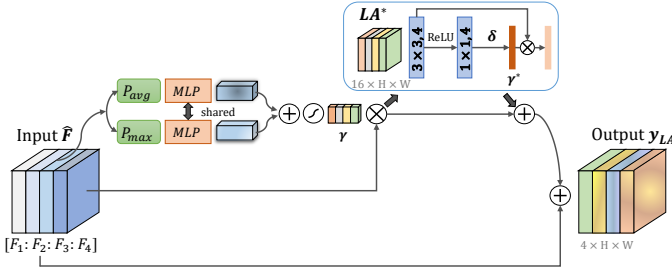 LA*
3 × 3, 4
ReLU
1 × 1, 4
δ
γ*
16 × H × W
P_avg
MLP
shared
P_max
MLP
γ
Input F̂
Output y_LA
[F₁: F₂: F₃: F₄]
4 × H × W